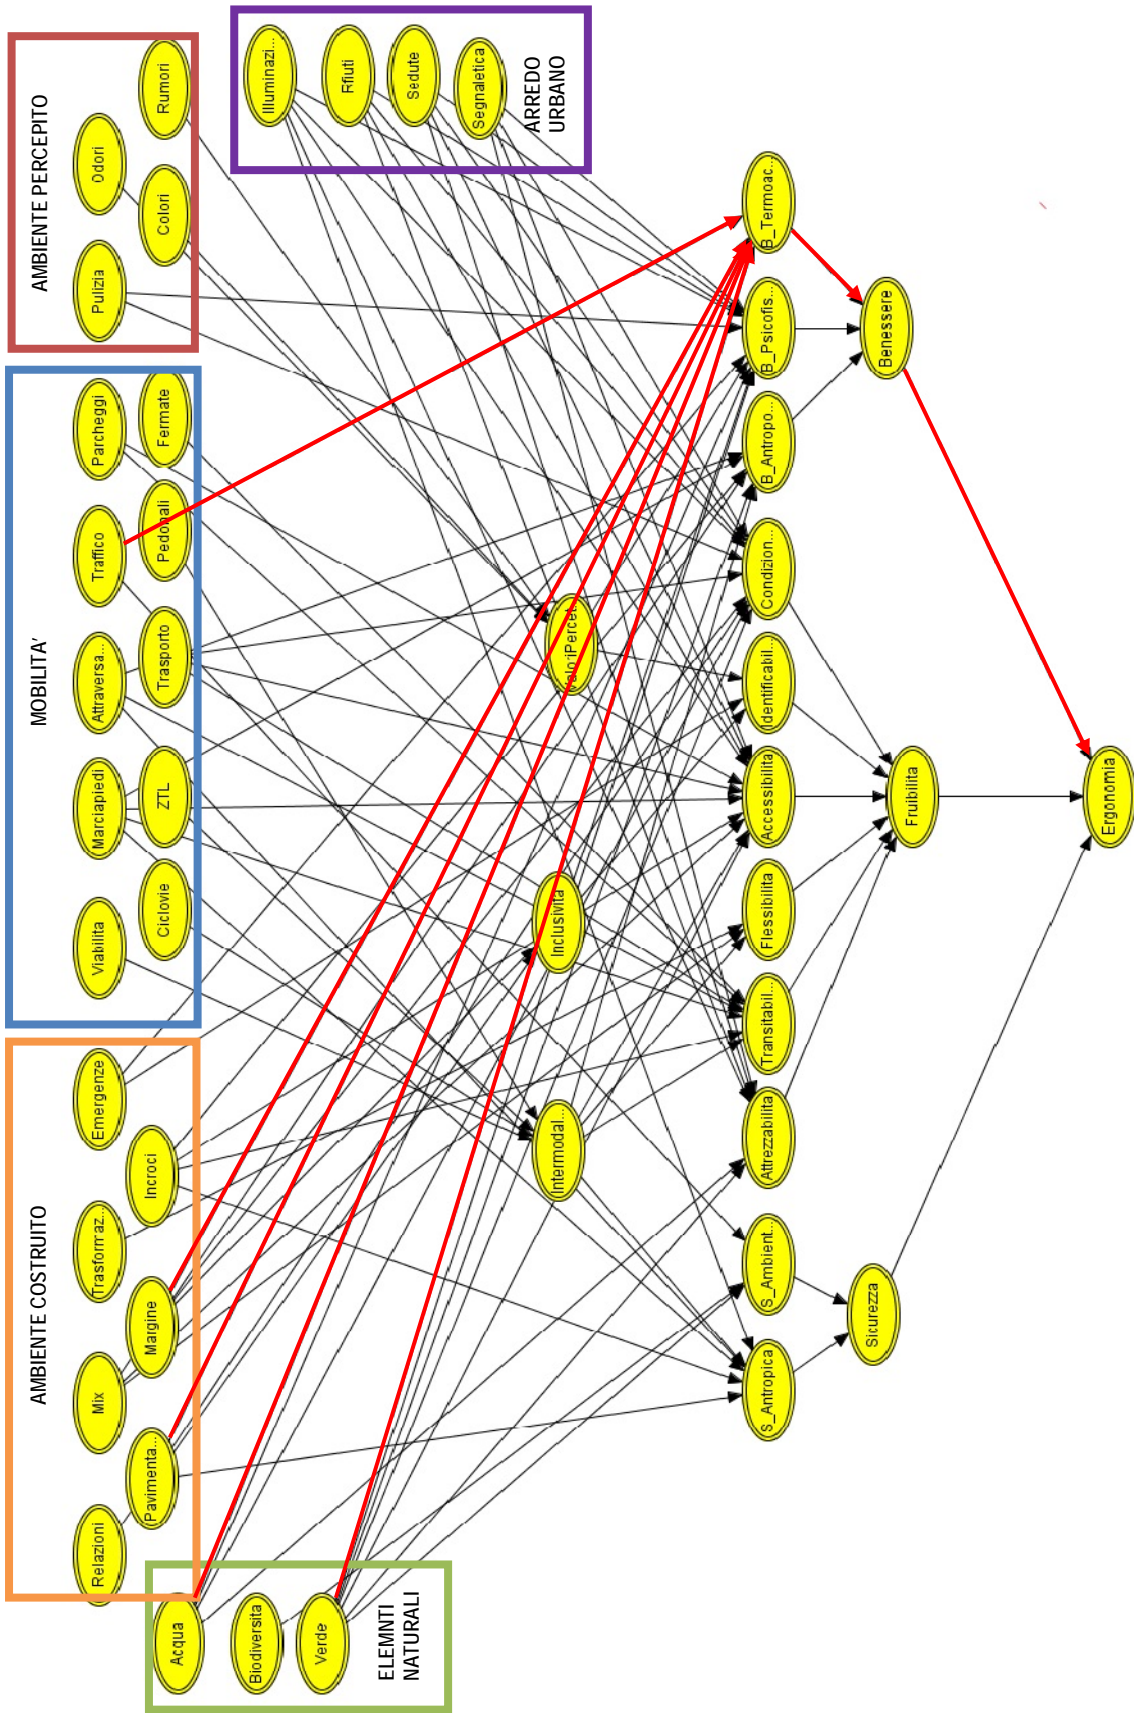 AMBIENTE COSTRUITO
Relazioni
Mix
Trasformaz...
Emergenze
Pavimenta...
Margine
Incroci
MOBILITA'
Viabilita
Marciapiedi
Attraversa...
Traffico
Parcheggi
Ciclovie
ZTL
Trasporto
Pedonali
Fermate
AMBIENTE PERCEPITO
Pulizia
Odori
Colori
Rumori
Acqua
Biodiversita
Verde
ELEMNTI
NATURALI
Illuminazi...
Rfiuti
Sedute
Segnaletica
ARREDO
URBANO
Intermodal...
Inclusivita
S_Antropica
S_Ambient...
Attrezzabilita
Transitabil...
Flessibilita
Accessibilita
Identificabil...
Condizion...
B_Antropo...
B_Psicofis...
B_Termoac...
Sicurezza
Fruibilita
Benessere
Ergonomia